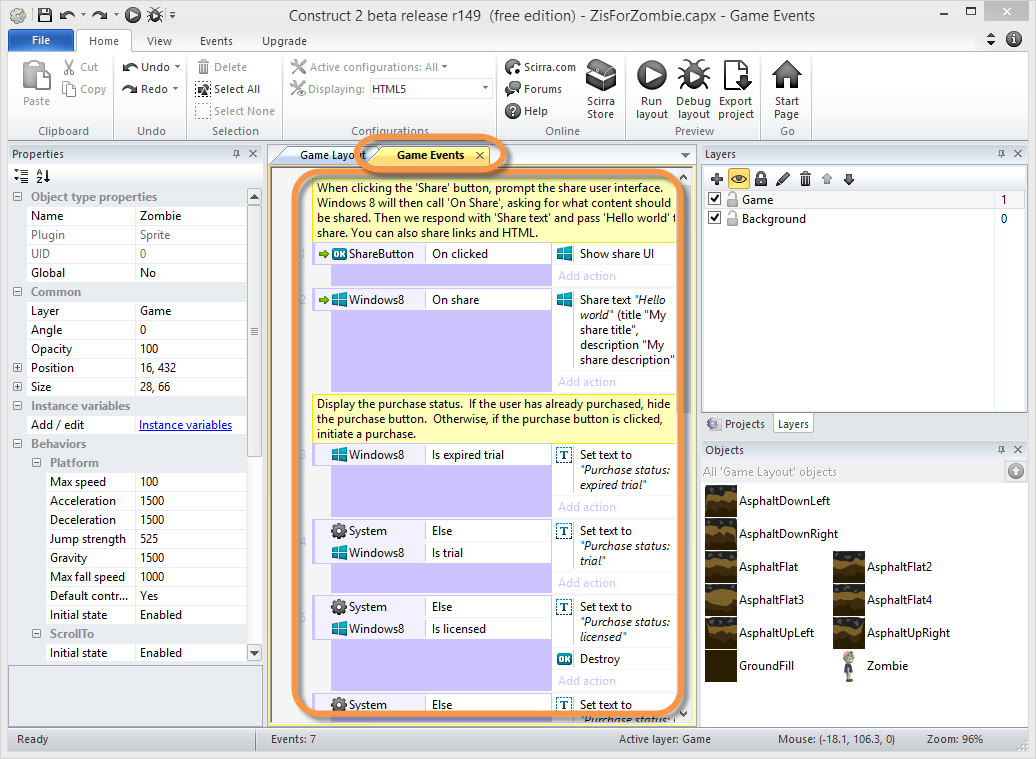 Construct 2 beta release r149 (free edition) - ZisForZombie.capx - Game Events
File Home View Events Upgrade
Paste
Cut
Copy
Clipboard
Undo
Redo
Undo
Delete
Select All
Select None
Selection
Active configurations: All
Displaying: HTML5
Configurations
Scirra.com
Forums
Help
Scirra
Store
Online
Run
layout
Debug
layout
Export
project
Preview
Start
Page
Go
Properties
Object type properties
Name Zombie
Plugin Sprite
UID 0
Global No
Common
Layer Game
Angle 0
Opacity 100
Position 16, 432
Size 28, 66
Instance variables
Add / edit Instance variables
Behaviors
Platform
Max speed 100
Acceleration 1500
Deceleration 1500
Jump strength 525
Gravity 1500
Max fall speed 1000
Default contr... Yes
Initial state Enabled
ScrollTo
Initial state Enabled
Game Layout Game Events
When clicking the 'Share' button, prompt the share user interface.
Windows 8 will then call 'On Share', asking for what content should
be shared. Then we respond with 'Share text' and pass 'Hello world' t
share. You can also share links and HTML.
1 OK ShareButton On clicked Show share UI
Add action
2 Windows8 On share Share text "Hello
world" (title "My
share title",
description "My
share description"
Add action
Display the purchase status. If the user has already purchased, hide
the purchase button. Otherwise, if the purchase button is clicked,
initiate a purchase.
3 Windows8 Is expired trial T Set text to
"Purchase status:
expired trial"
Add action
4 System Else T Set text to
Windows8 Is trial "Purchase status:
trial"
Add action
5 System Else T Set text to
Windows8 Is licensed "Purchase status:
licensed"
OK Destroy
Add action
System Else T Set text to
"Purchase status:
Layers
Game 1
Background 0
Projects Layers
Objects
All 'Game Layout' objects
AsphaltDownLeft
AsphaltDownRight
AsphaltFlat AsphaltFlat2
AsphaltFlat3 AsphaltFlat4
AsphaltUpLeft AsphaltUpRight
GroundFill Zombie
Ready Events: 7 Active layer: Game Mouse: (-18.1, 106.3, 0) Zoom: 96%